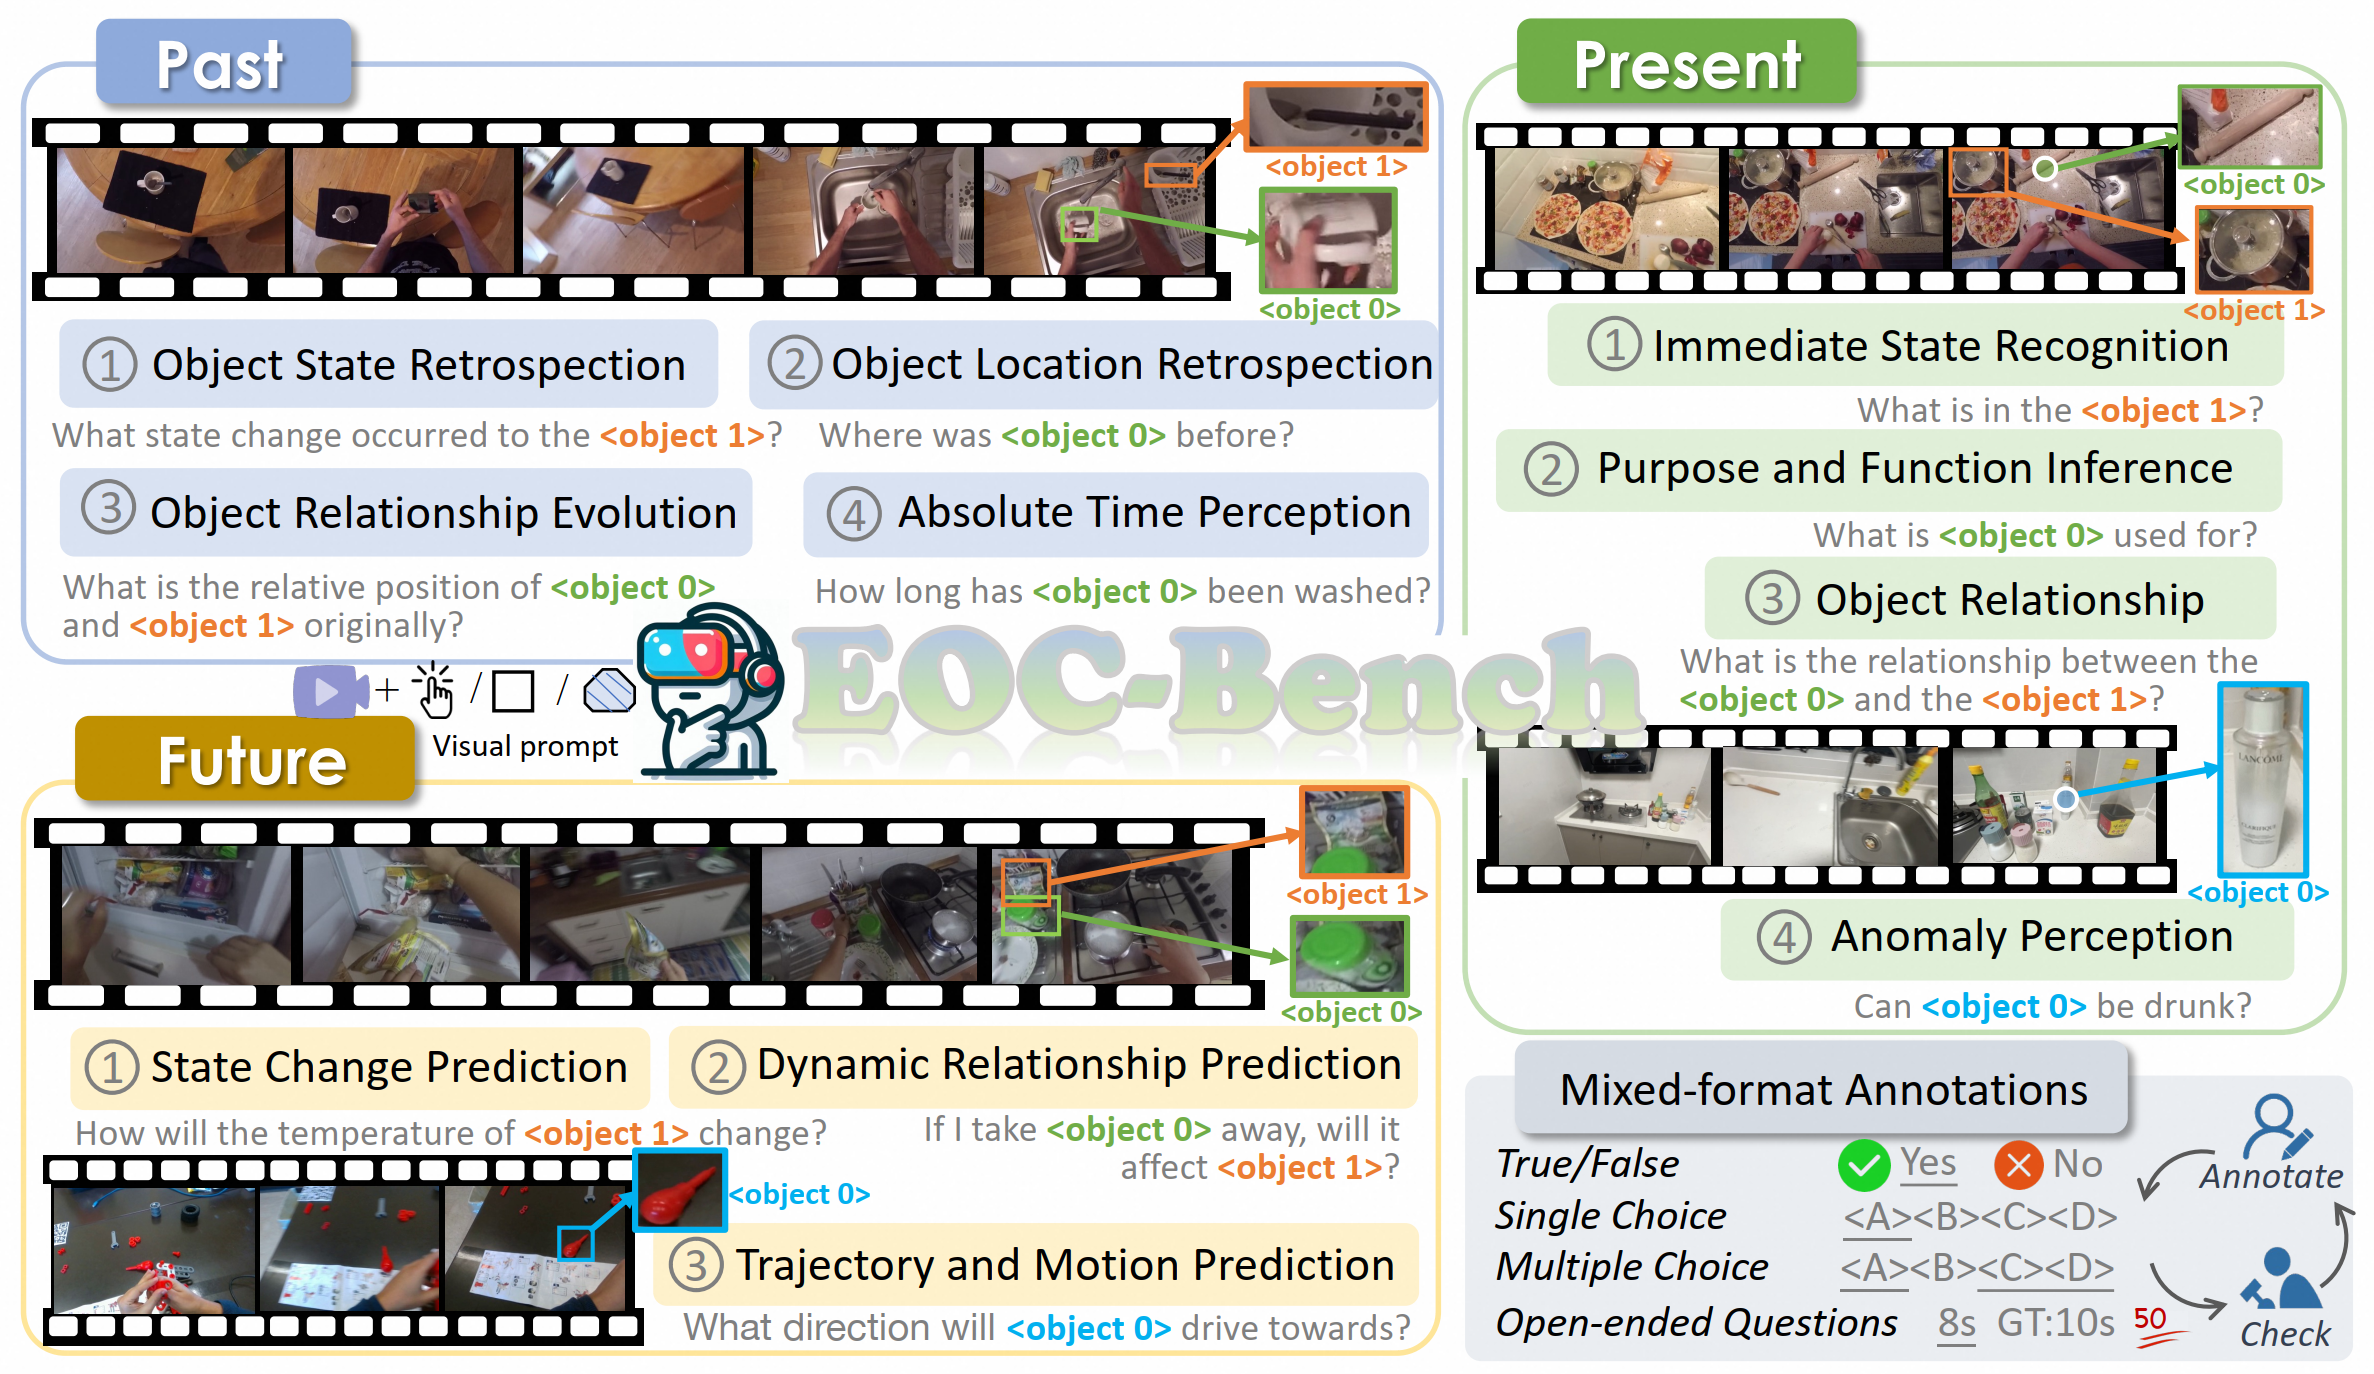 Past
<object 1>
<object 0>
1 Object State Retrospection
What state change occurred to the <object 1>?
2 Object Location Retrospection
Where was <object 0> before?
3 Object Relationship Evolution
What is the relative position of <object 0>
and <object 1> originally?
4 Absolute Time Perception
How long has <object 0> been washed?
Present
<object 0>
<object 1>
1 Immediate State Recognition
What is in the <object 1>?
2 Purpose and Function Inference
What is <object 0> used for?
3 Object Relationship
What is the relationship between the
<object 0> and the <object 1>?
LANCÔME
CLARIFIQUE
<object 0>
4 Anomaly Perception
Can <object 0> be drunk?
+ / /
Visual prompt
EOC-Bench
Future
<object 1>
<object 0>
1 State Change Prediction
How will the temperature of <object 1> change?
2 Dynamic Relationship Prediction
If I take <object 0> away, will it
affect <object 1>?
<object 0>
3 Trajectory and Motion Prediction
What direction will <object 0> drive towards?
Mixed-format Annotations
True/False Yes No
Single Choice <A><B><C><D>
Multiple Choice <A><B><C><D>
Open-ended Questions 8s GT:10s 50
Annotate
Check